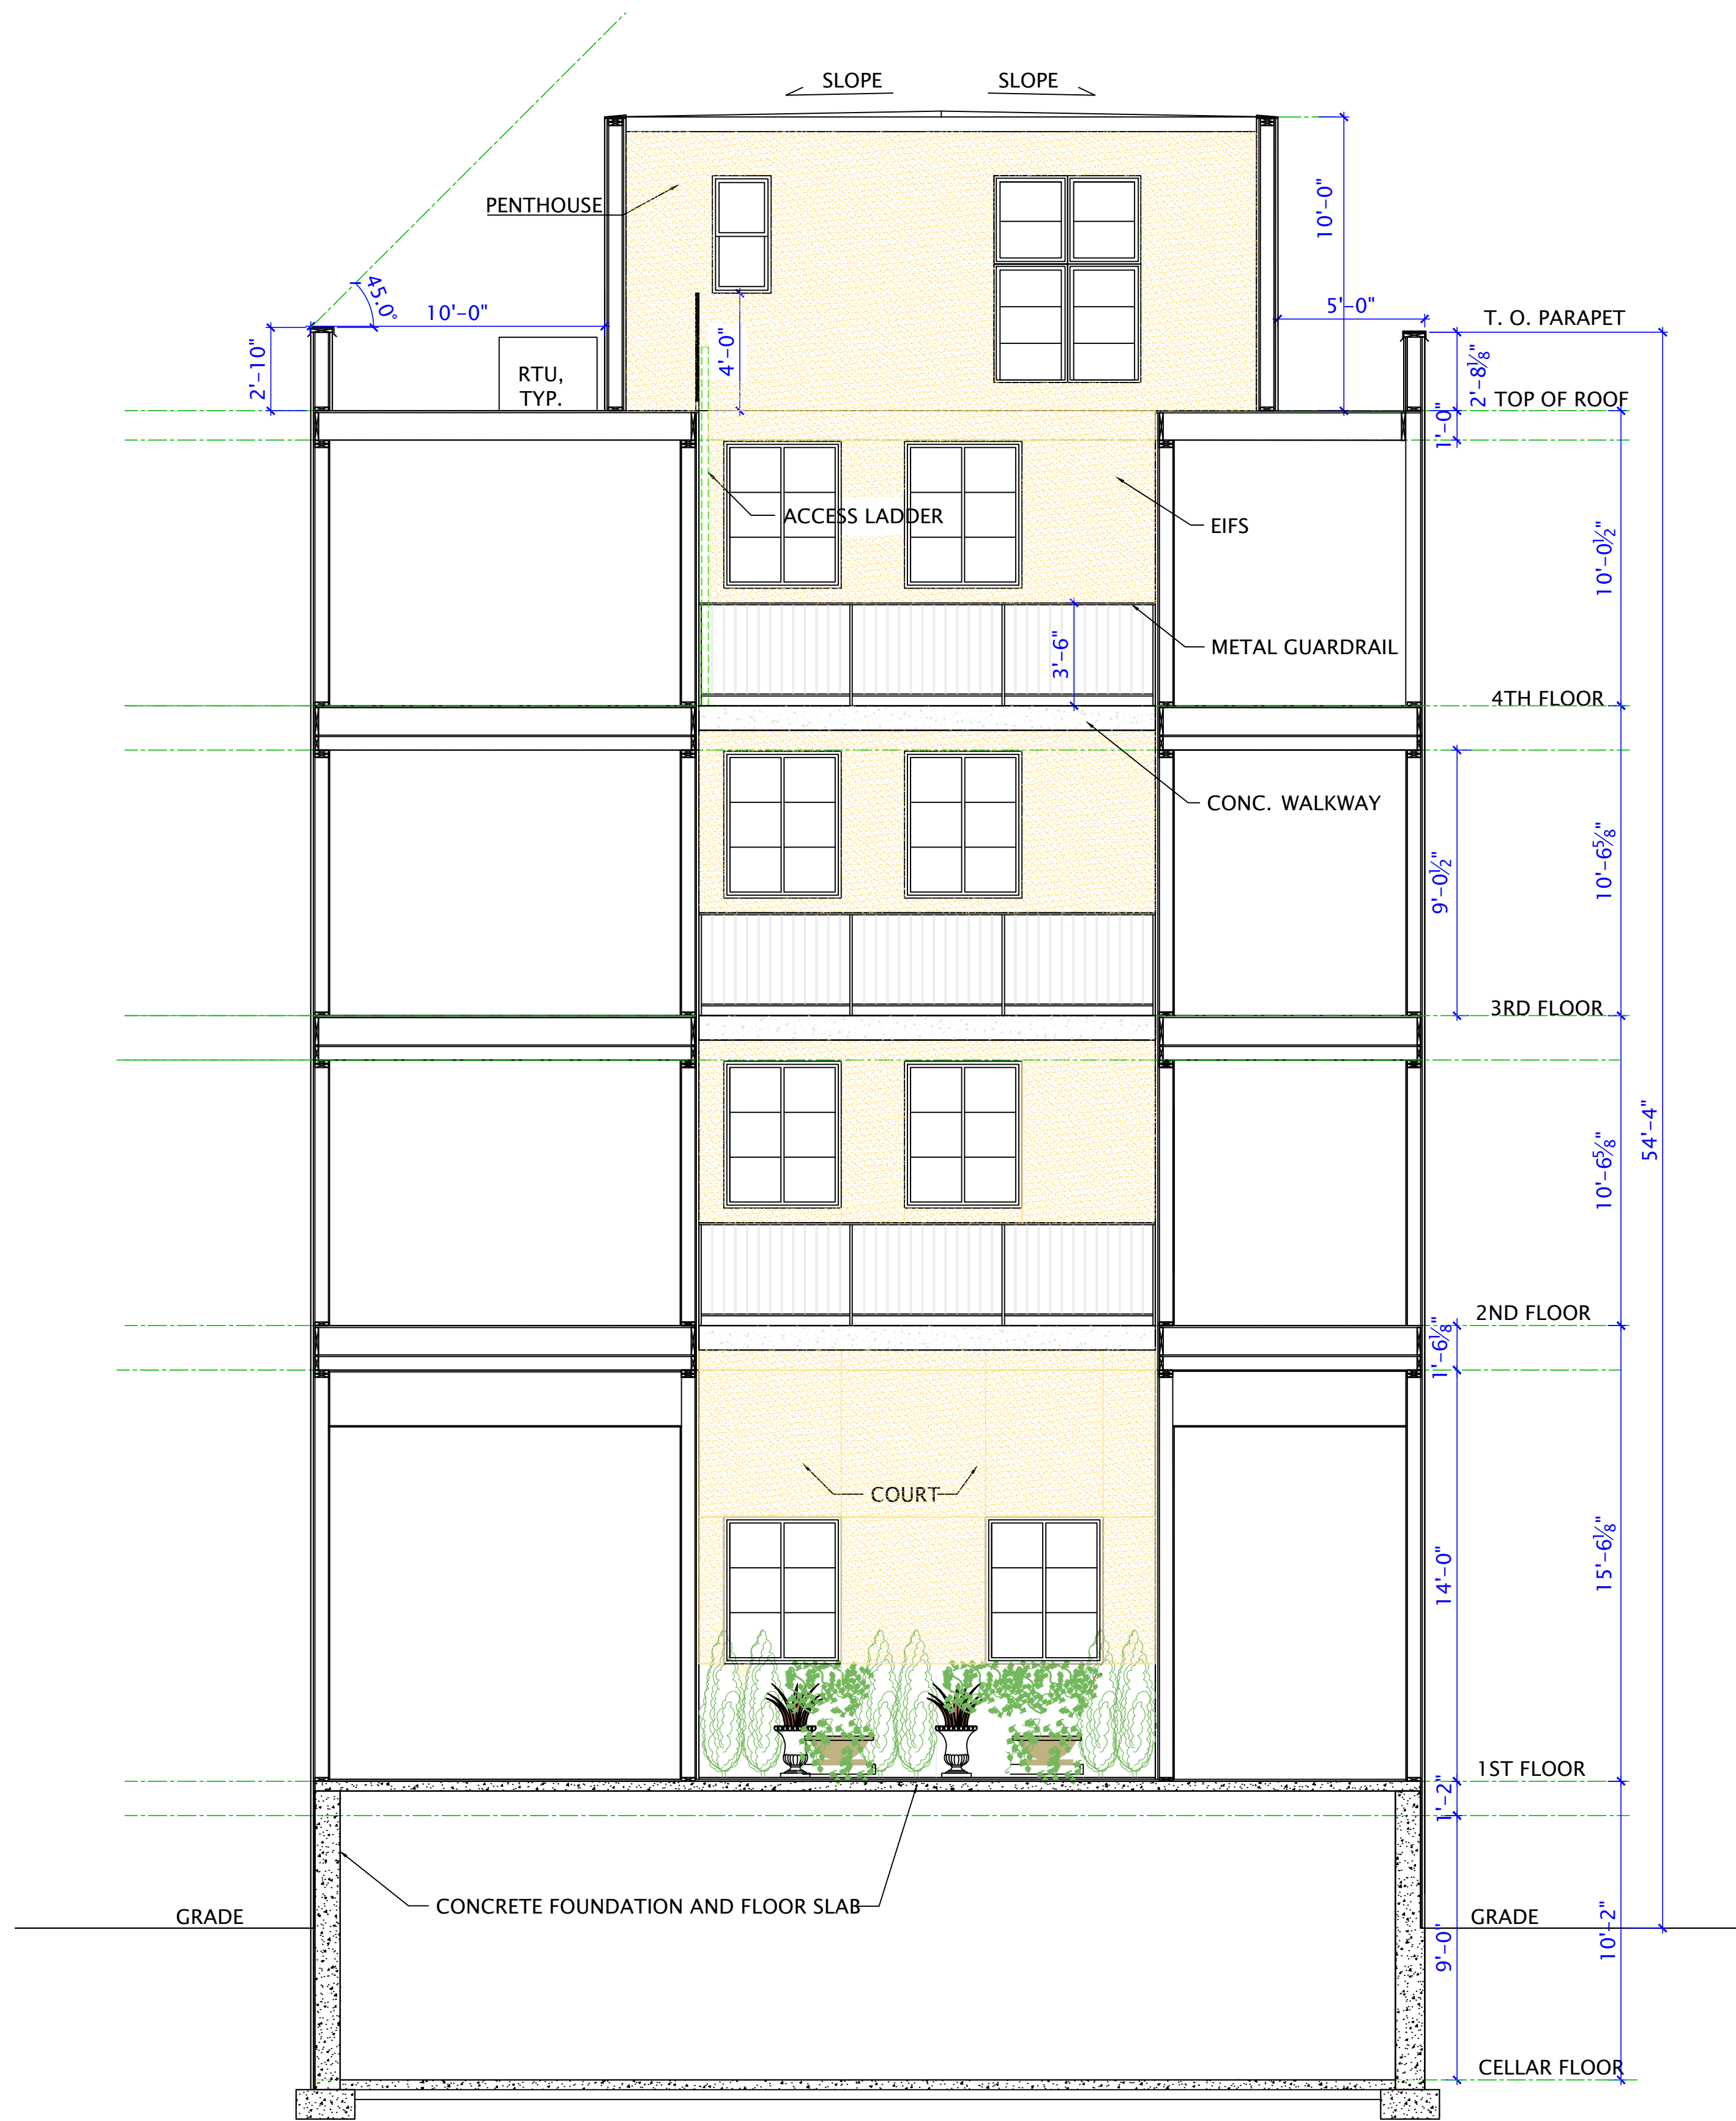 SLOPE SLOPE
PENTHOUSE
10'-0"
45.0°
10'-0"
5'-0"
T. O. PARAPET
2'-10"
RTU,
TYP.
4'-0"
2'-8⅛"
TOP OF ROOF
1'-0"
ACCESS LADDER
EIFS
10'-0½"
3'-6"
METAL GUARDRAIL
4TH FLOOR
CONC. WALKWAY
9'-0½"
10'-6⅝"
3RD FLOOR
10'-6⅝"
54'-4"
2ND FLOOR
1'-6⅛"
COURT
14'-0"
15'-6⅛"
1ST FLOOR
1'-2"
CONCRETE FOUNDATION AND FLOOR SLAB
GRADE
GRADE
9'-0"
10'-2"
CELLAR FLOOR